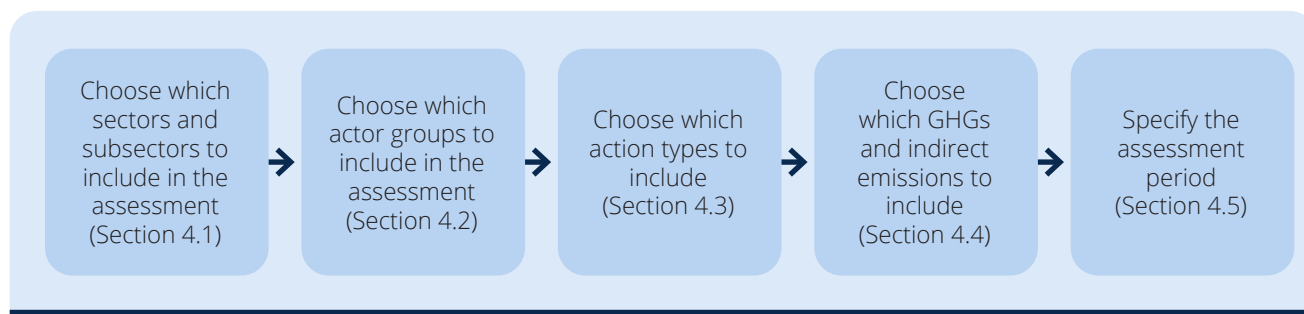 Choose which
sectors and
subsectors to
include in the
assessment
(Section 4.1)
Choose which
actor groups to
include in the
assessment
(Section 4.2)
Choose which
action types to
include
(Section 4.3)
Choose
which GHGs
and indirect
emissions to
include
(Section 4.4)
Specify the
assessment
period
(Section 4.5)